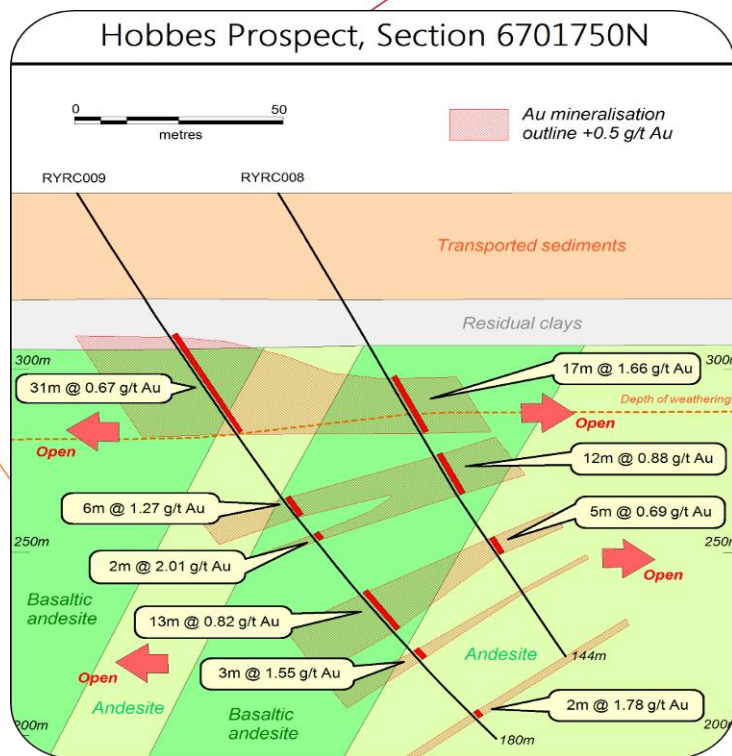 Hobbes Prospect, Section 6701750N
0
50
metres
Au mineralisation
outline +0.5 g/t Au
RYRC009
RYRC008
Transported sediments
Residual clays
300m
300m
31m @ 0.67 g/t Au
17m @ 1.66 g/t Au
Depth of weathering
Open
Open
12m @ 0.88 g/t Au
6m @ 1.27 g/t Au
5m @ 0.69 g/t Au
250m
250m
2m @ 2.01 g/t Au
Open
Basaltic
andesite
13m @ 0.82 g/t Au
Andesite
144m
3m @ 1.55 g/t Au
Open
2m @ 1.78 g/t Au
Andesite
Basaltic
andesite
200m
200m
180m